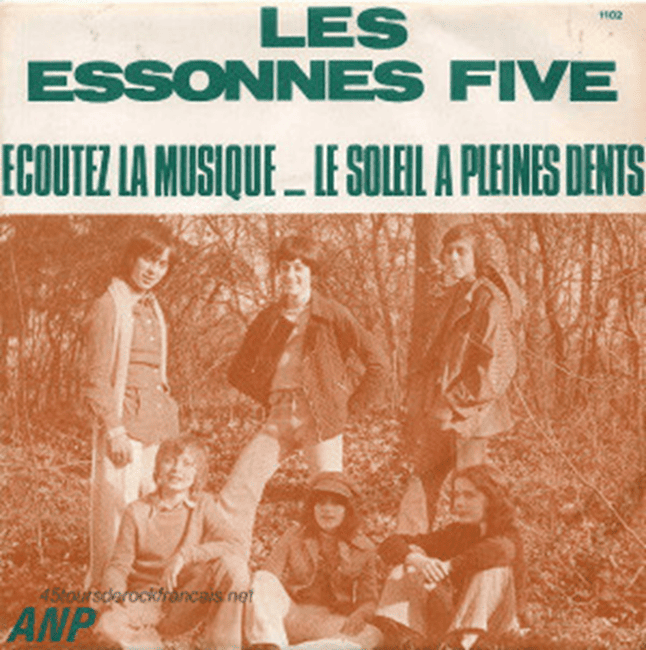 1102
LES
ESSONNES FIVE
ECOUTEZ LA MUSIQUE _ LE SOLEIL A PLEINES DENTS
45toursderockfrancais.net
ANP